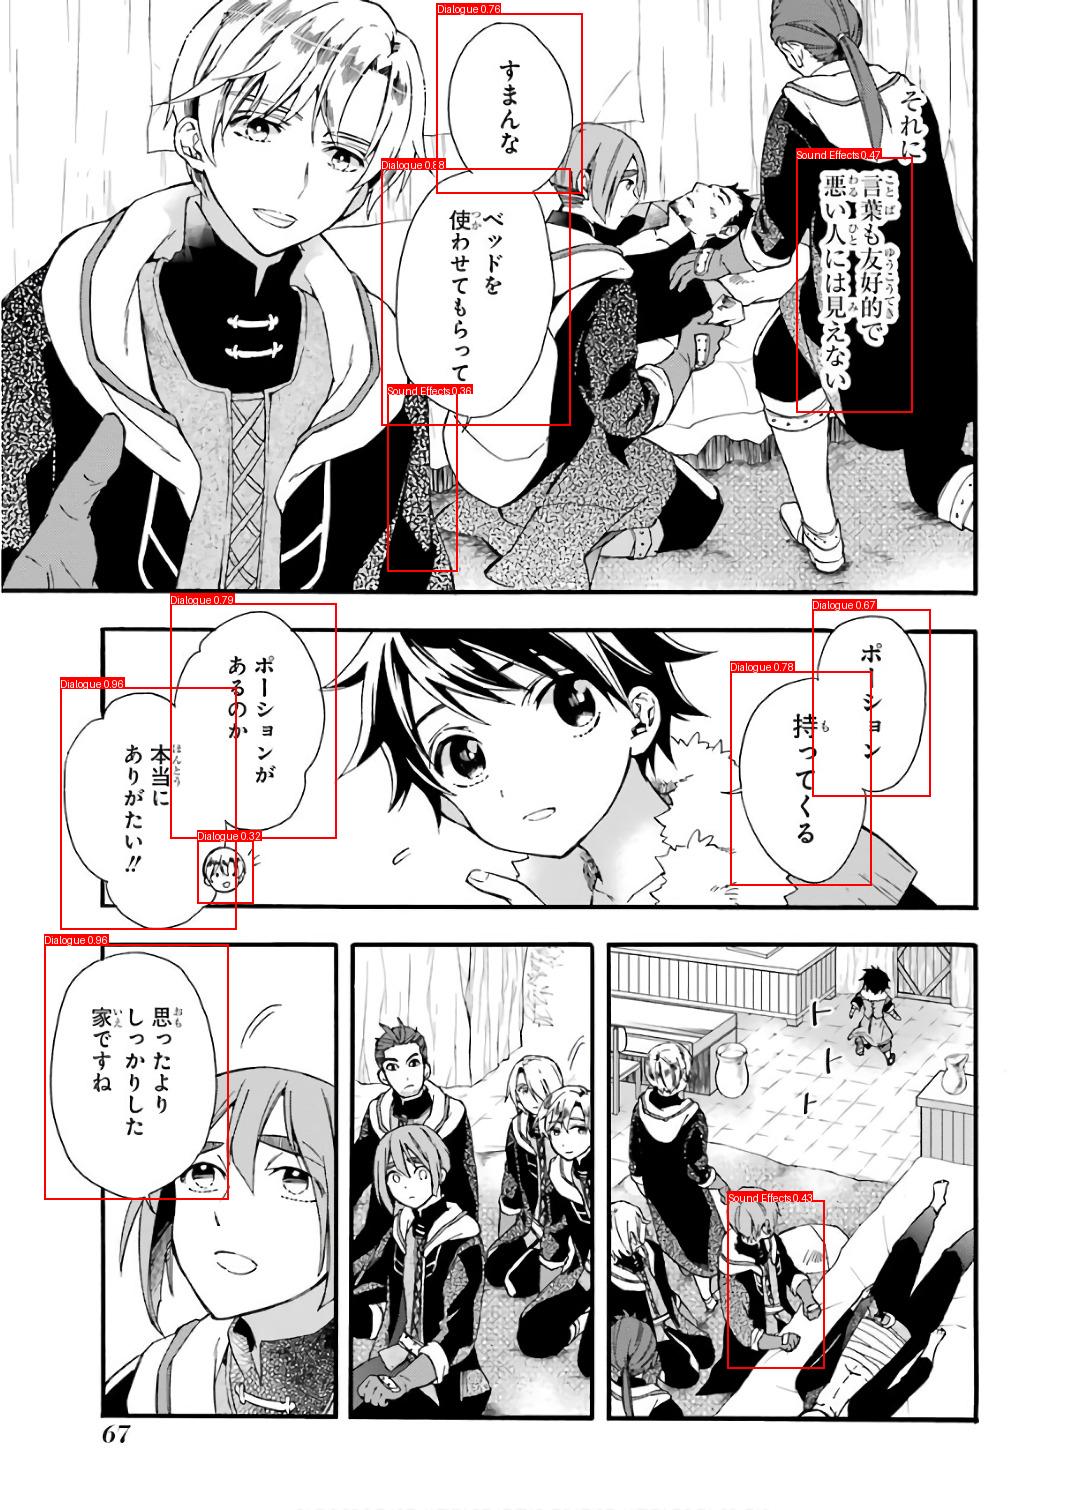 それに
言葉も友好的で
悪い人には見えない
Sound Effects 0.47
Dialogue 0.76
すまんな
Dialogue 0.88
ベッドを
使わせてもらって
Sound Effects 0.36
Dialogue 0.67
ポーション
Dialogue 0.78
持ってくる
Dialogue 0.79
ポーションが
あるのか
Dialogue 0.96
本当に
ありがたい!!
Dialogue 0.32
トトト
Sound Effects 0.43
Dialogue 0.96
思ったより
しっかりした
家ですね
67